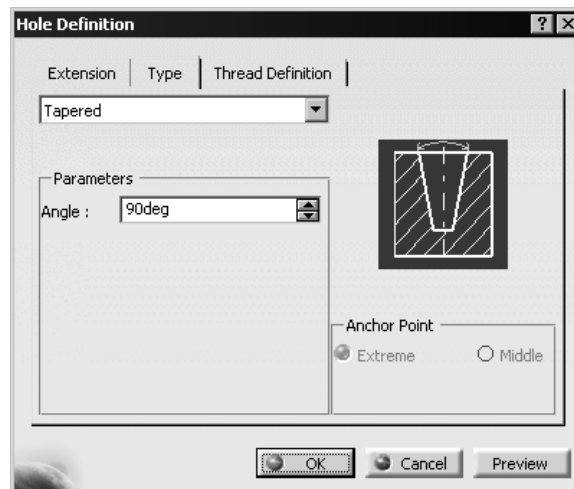 Hole Definition
? X
Extension Type Thread Definition
Tapered
Parameters
Angle : 90deg
Anchor Point
Extreme Middle
OK Cancel Preview